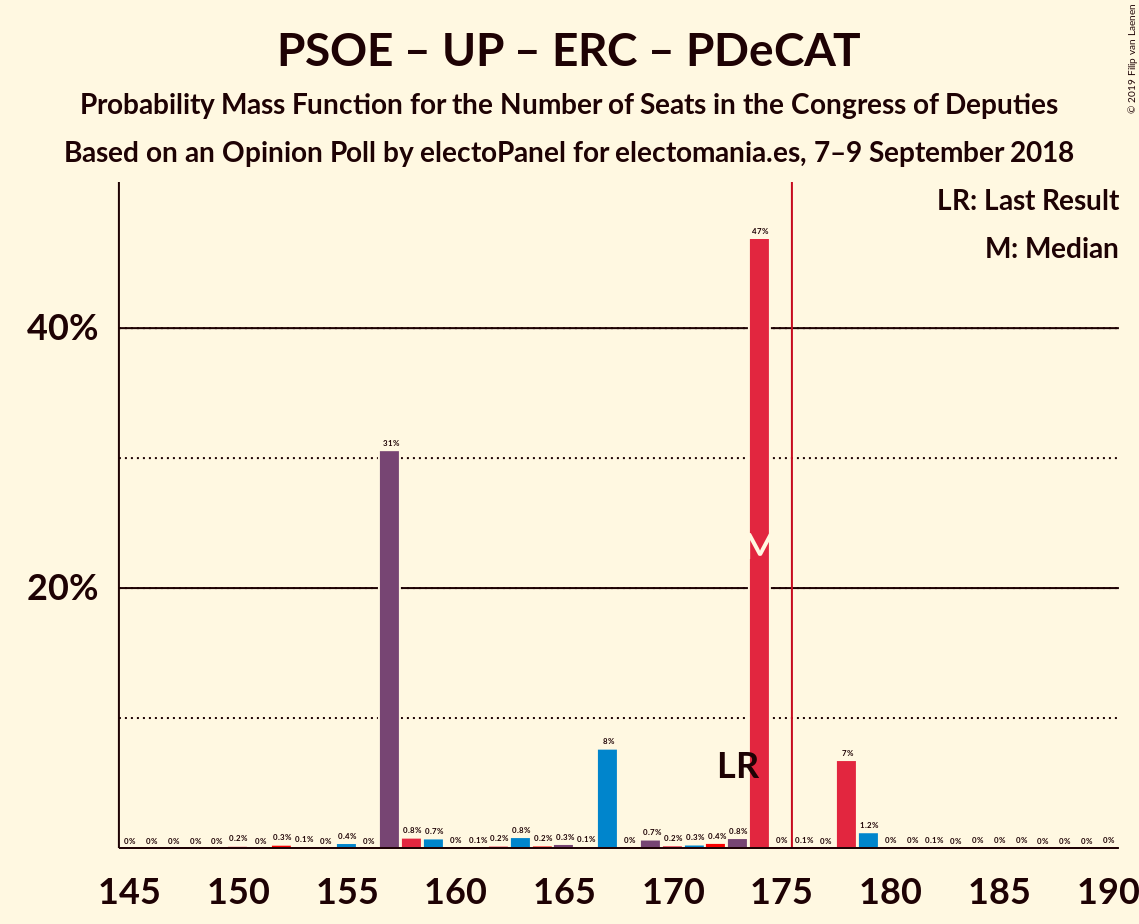 PSOE – UP – ERC – PDeCAT
Probability Mass Function for the Number of Seats in the Congress of Deputies
Based on an Opinion Poll by electoPanel for electomania.es, 7–9 September 2018
© 2019 Filip van Laenen
LR: Last Result
M: Median
40%
20%
0% 0% 0% 0% 0% 0.2% 0% 0.3% 0.1% 0% 0.4% 0% 31% 0.8% 0.7% 0% 0.1% 0.2% 0.8% 0.2% 0.3% 0.1% 8% 0% 0.7% 0.2% 0.3% 0.4% 0.8% 47% 0% 0.1% 0% 7% 1.2% 0% 0% 0.1% 0% 0% 0% 0% 0% 0% 0% 0%
M
LR
145 150 155 160 165 170 175 180 185 190